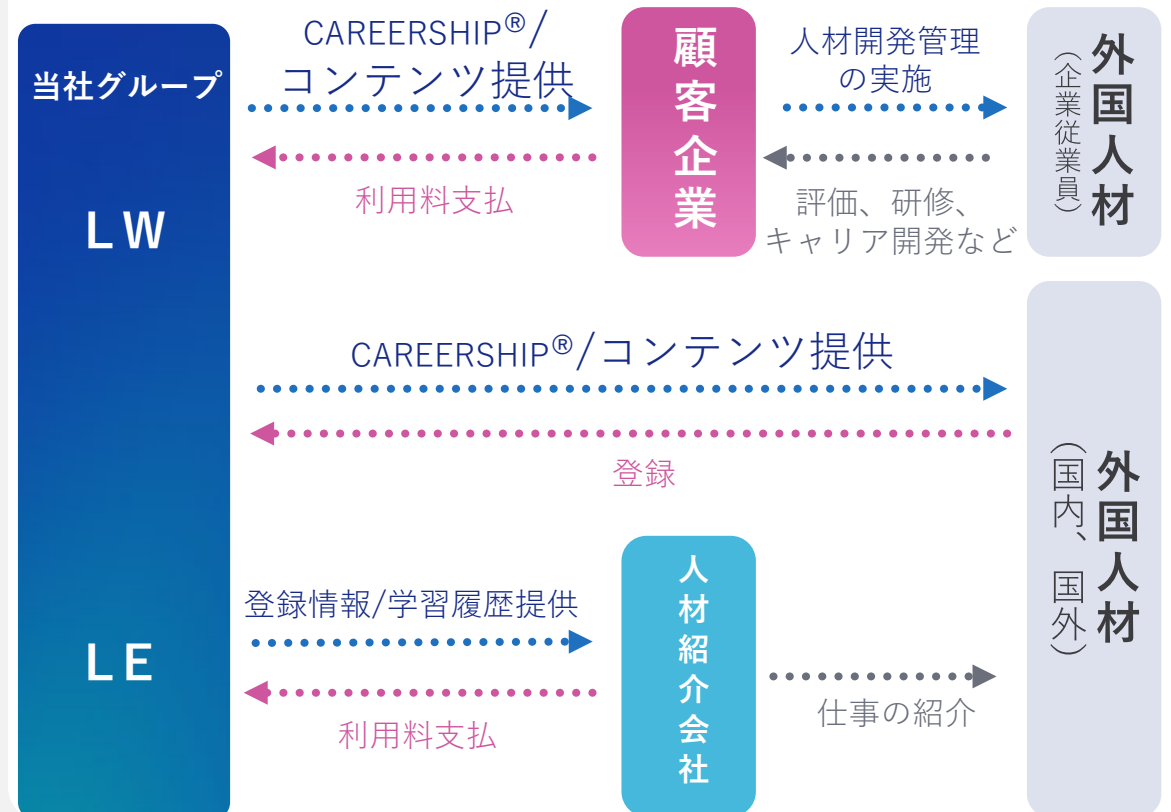 当社グループ
LW
LE
CAREERSHIP®/
コンテンツ提供
利用料支払
顧客企業
人材開発管理
の実施
評価、研修、
キャリア開発など
外国人材
（企業従業員）
CAREERSHIP®/コンテンツ提供
登録
外国人材
（国内、国外）
登録情報/学習履歴提供
利用料支払
人材紹介会社
仕事の紹介